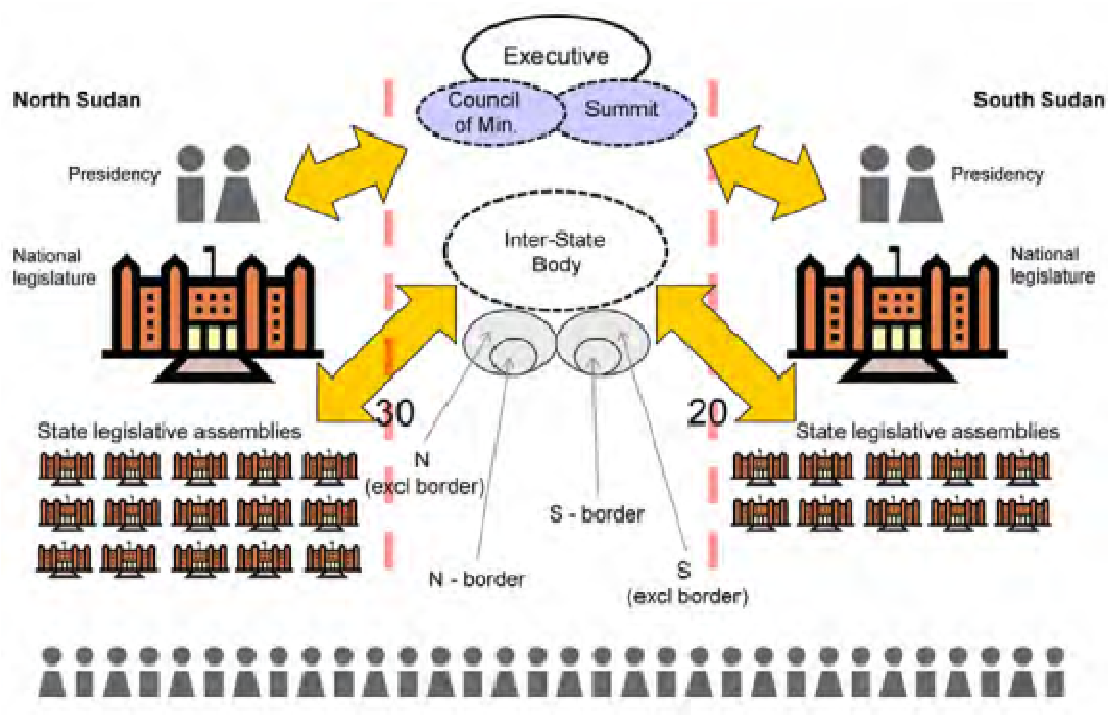 Executive
North Sudan
Council
of Min.
Summit
South Sudan
Presidency
Presidency
National
legislature
Inter-State
Body
National
legislature
30
20
State legislative assemblies
State legislative assemblies
N
(excl border)
S - border
N - border
S
(excl border)